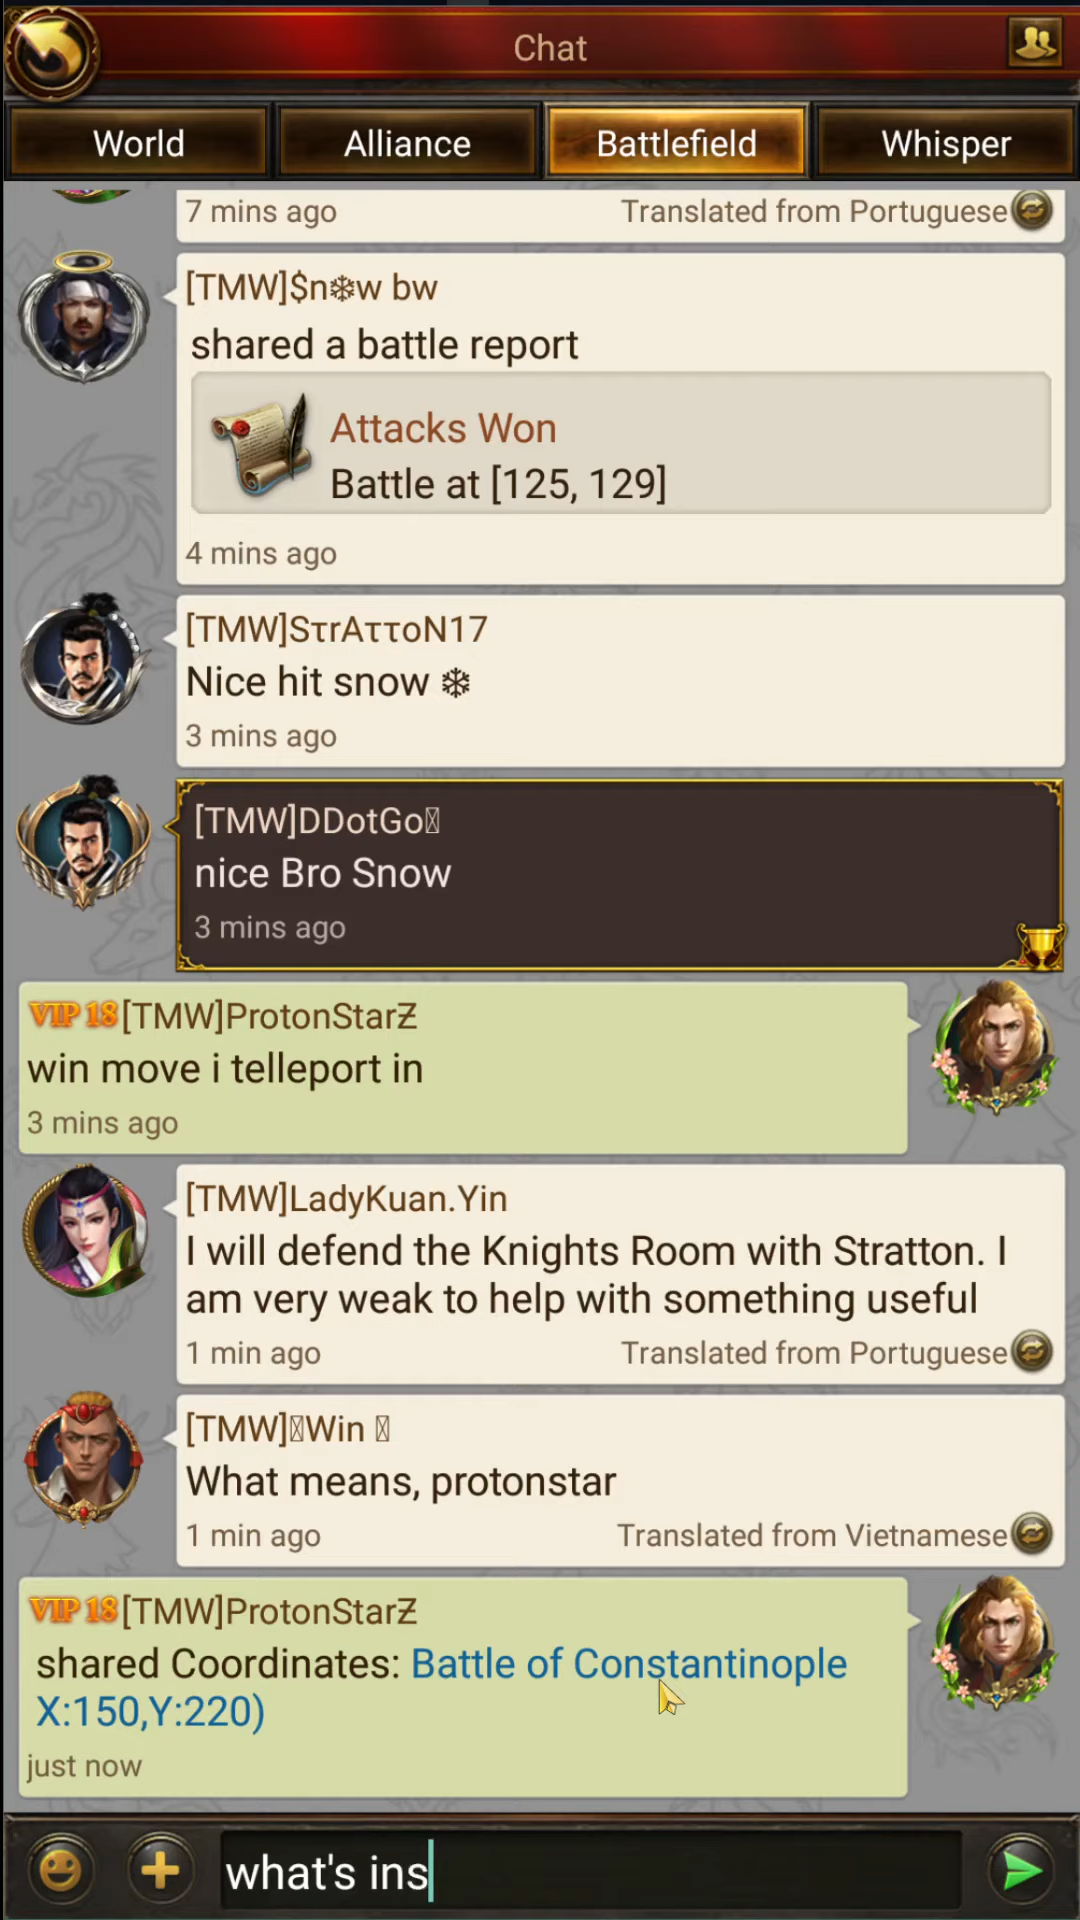 Chat
World Alliance Battlefield Whisper
7 mins ago Translated from Portuguese
[TMW]$n❄w bw
shared a battle report
Attacks Won
Battle at [125, 129]
4 mins ago
[TMW]SτrAττoN17
Nice hit snow ❄
3 mins ago
[TMW]DDotGo
nice Bro Snow
3 mins ago
VIP 18 [TMW]ProtonStarƵ
win move i telleport in
3 mins ago
[TMW]LadyKuan.Yin
I will defend the Knights Room with Stratton. I
am very weak to help with something useful
1 min ago Translated from Portuguese
[TMW]Win
What means, protonstar
1 min ago Translated from Vietnamese
VIP 18 [TMW]ProtonStarƵ
shared Coordinates: Battle of Constantinople
X:150,Y:220)
just now
what's ins